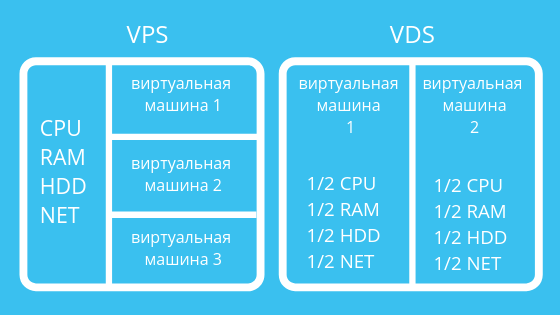 VPS
CPU
RAM
HDD
NET
виртуальная
машина 1
виртуальная
машина 2
виртуальная
машина 3
VDS
виртуальная
машина
1
1/2 CPU
1/2 RAM
1/2 HDD
1/2 NET
виртуальная
машина
2
1/2 CPU
1/2 RAM
1/2 HDD
1/2 NET